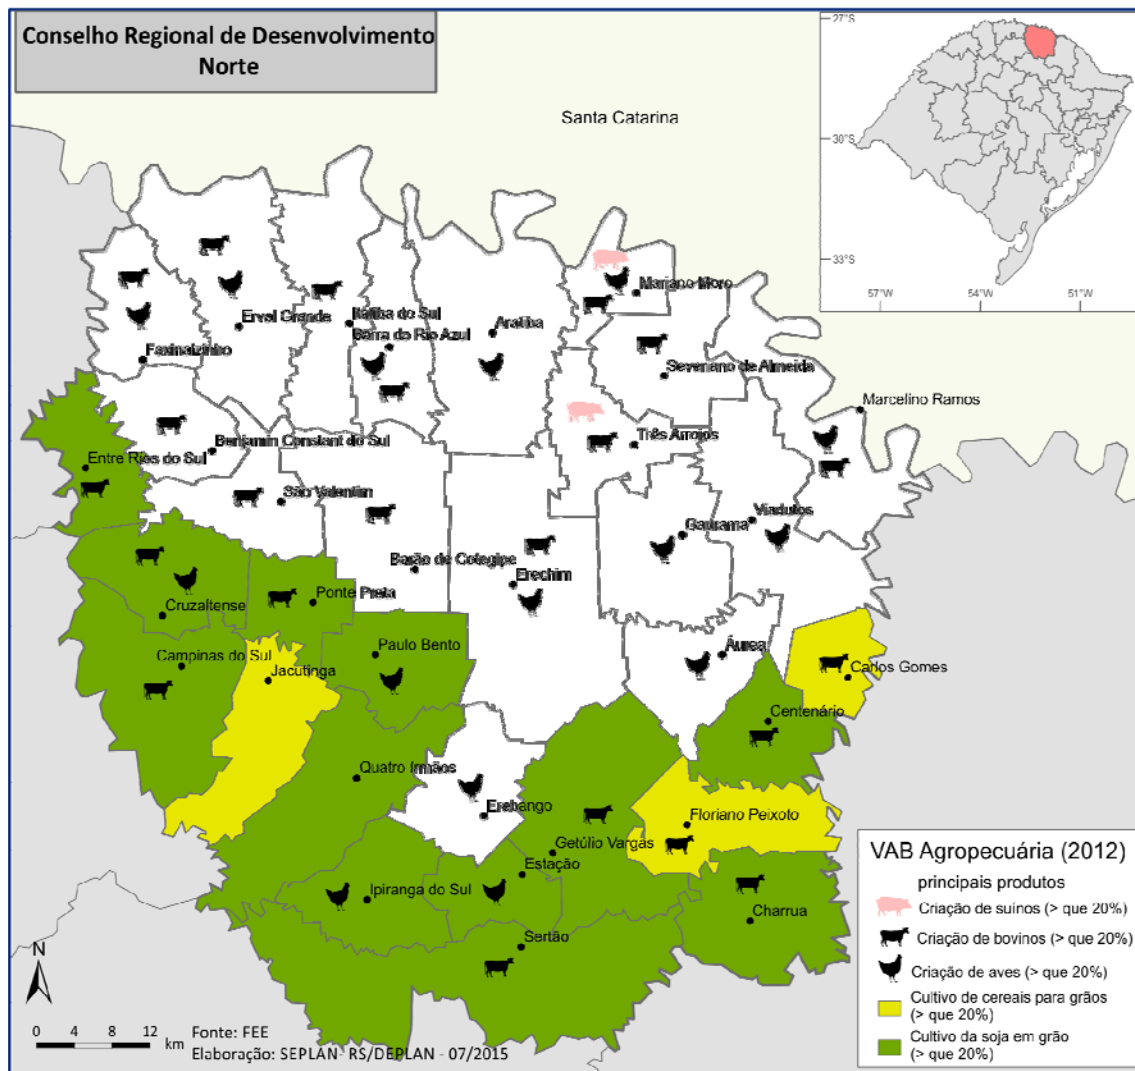 Conselho Regional de Desenvolvimento
Norte
27°S
30°S
33°S
57°W
54°W
51°W
Santa Catarina
Mariano Moro
Erval Grande
Itatiba do Sul
Barra do Rio Azul
Aratiba
Faxinalzinho
Severiano de Almeida
Marcelino Ramos
Benjamin Constant do Sul
Três Arroios
Entre Rios do Sul
São Valentim
Viadutos
Gaurama
Barão de Cotegipe
Erechim
Ponte Preta
Cruzaltense
Paulo Bento
Áurea
Campinas do Sul
Jacutinga
Carlos Gomes
Centenário
Quatro Irmãos
Erebango
Floriano Peixoto
Getúlio Vargas
Estação
Ipiranga do Sul
Charrua
Sertão
VAB Agropecuária (2012)
principais produtos
Criação de suínos (> que 20%)
Criação de bovinos (> que 20%)
Criação de aves (> que 20%)
Cultivo de cereais para grãos
(> que 20%)
Cultivo da soja em grão
(> que 20%)
N
0 4 8 12
km
Fonte: FEE
Elaboração: SEPLAN- RS/DEPLAN - 07/2015